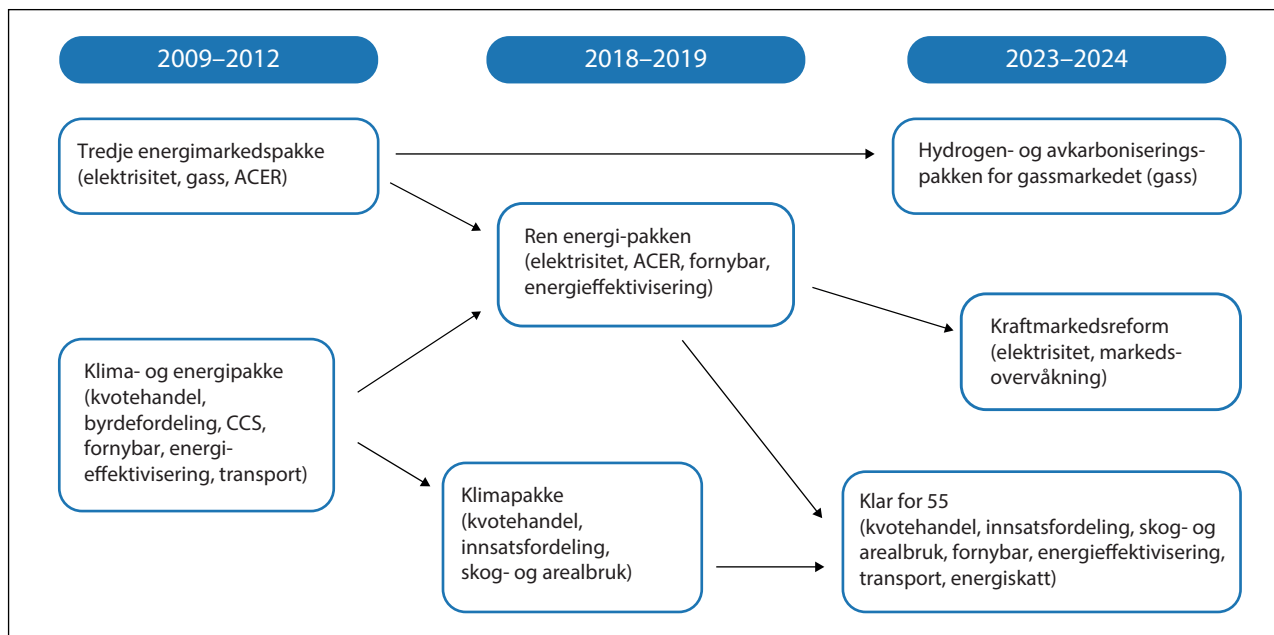 2009–2012
2018–2019
2023–2024
Tredje energimarkedspakke
(elektrisitet, gass, ACER)
Hydrogen- og avkarboniserings-
pakken for gassmarkedet (gass)
Ren energi-pakken
(elektrisitet, ACER, fornybar,
energieffektivisering)
Kraftmarkedsreform
(elektrisitet, markeds-
overvåkning)
Klima- og energipakke
(kvotehandel,
byrdefordeling, CCS,
fornybar, energi-
effektivisering, transport)
Klimapakke
(kvotehandel,
innsatsfordeling,
skog- og arealbruk)
Klar for 55
(kvotehandel, innsatsfordeling, skog- og
arealbruk, fornybar, energieffektivisering,
transport, energiskatt)